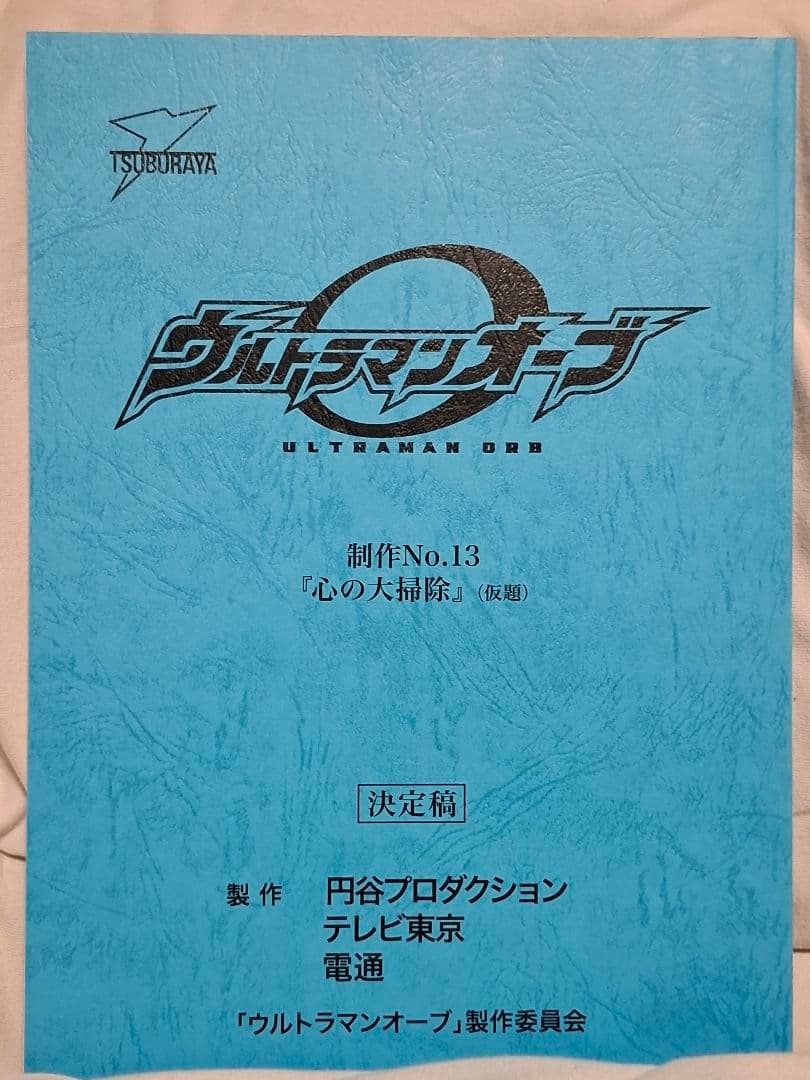 TSUBURAYA
ウルトラマンオーブ
ULTRAMAN ORB
制作No.13
『心の大掃除』(仮題)
決定稿
製作 円谷プロダクション
テレビ東京
電通
「ウルトラマンオーブ」製作委員会